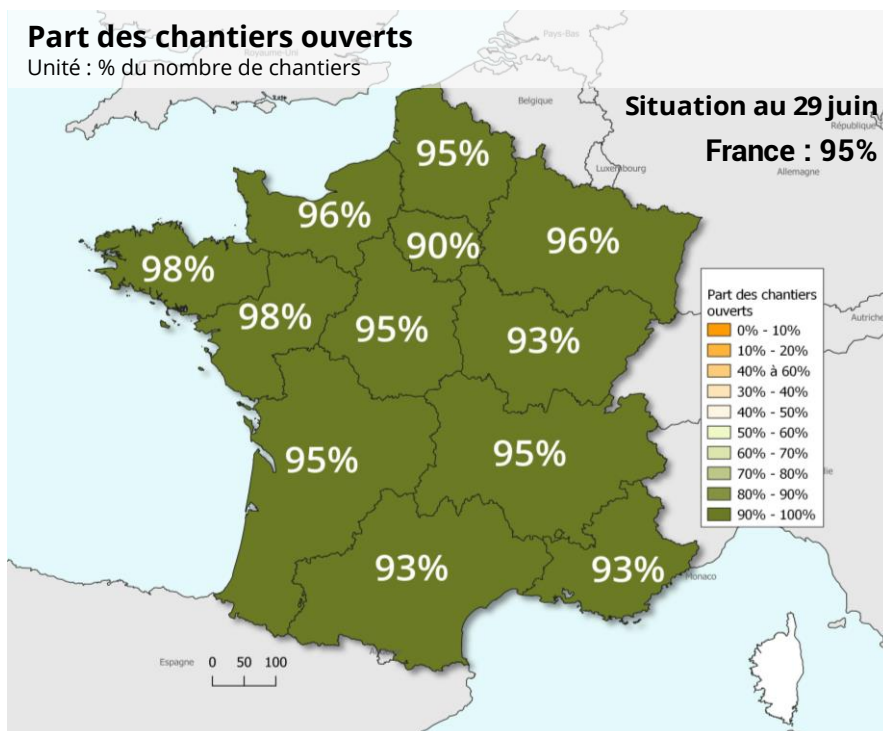 Part des chantiers ouverts
Unité : % du nombre de chantiers
Royaume-Uni
Pays-Bas
Belgique
Situation au 29 juin
République
France : 95%
Luxembourg
Allemagne
95%
96%
90%
96%
98%
98%
95%
93%
95%
95%
93%
93%
Part des chantiers
ouverts
0% - 10%
10% - 20%
40% à 60%
30% - 40%
40% - 50%
50% - 60%
60% - 70%
70% - 80%
80% - 90%
90% - 100%
Autriche
Monaco
Espagne
0 50 100